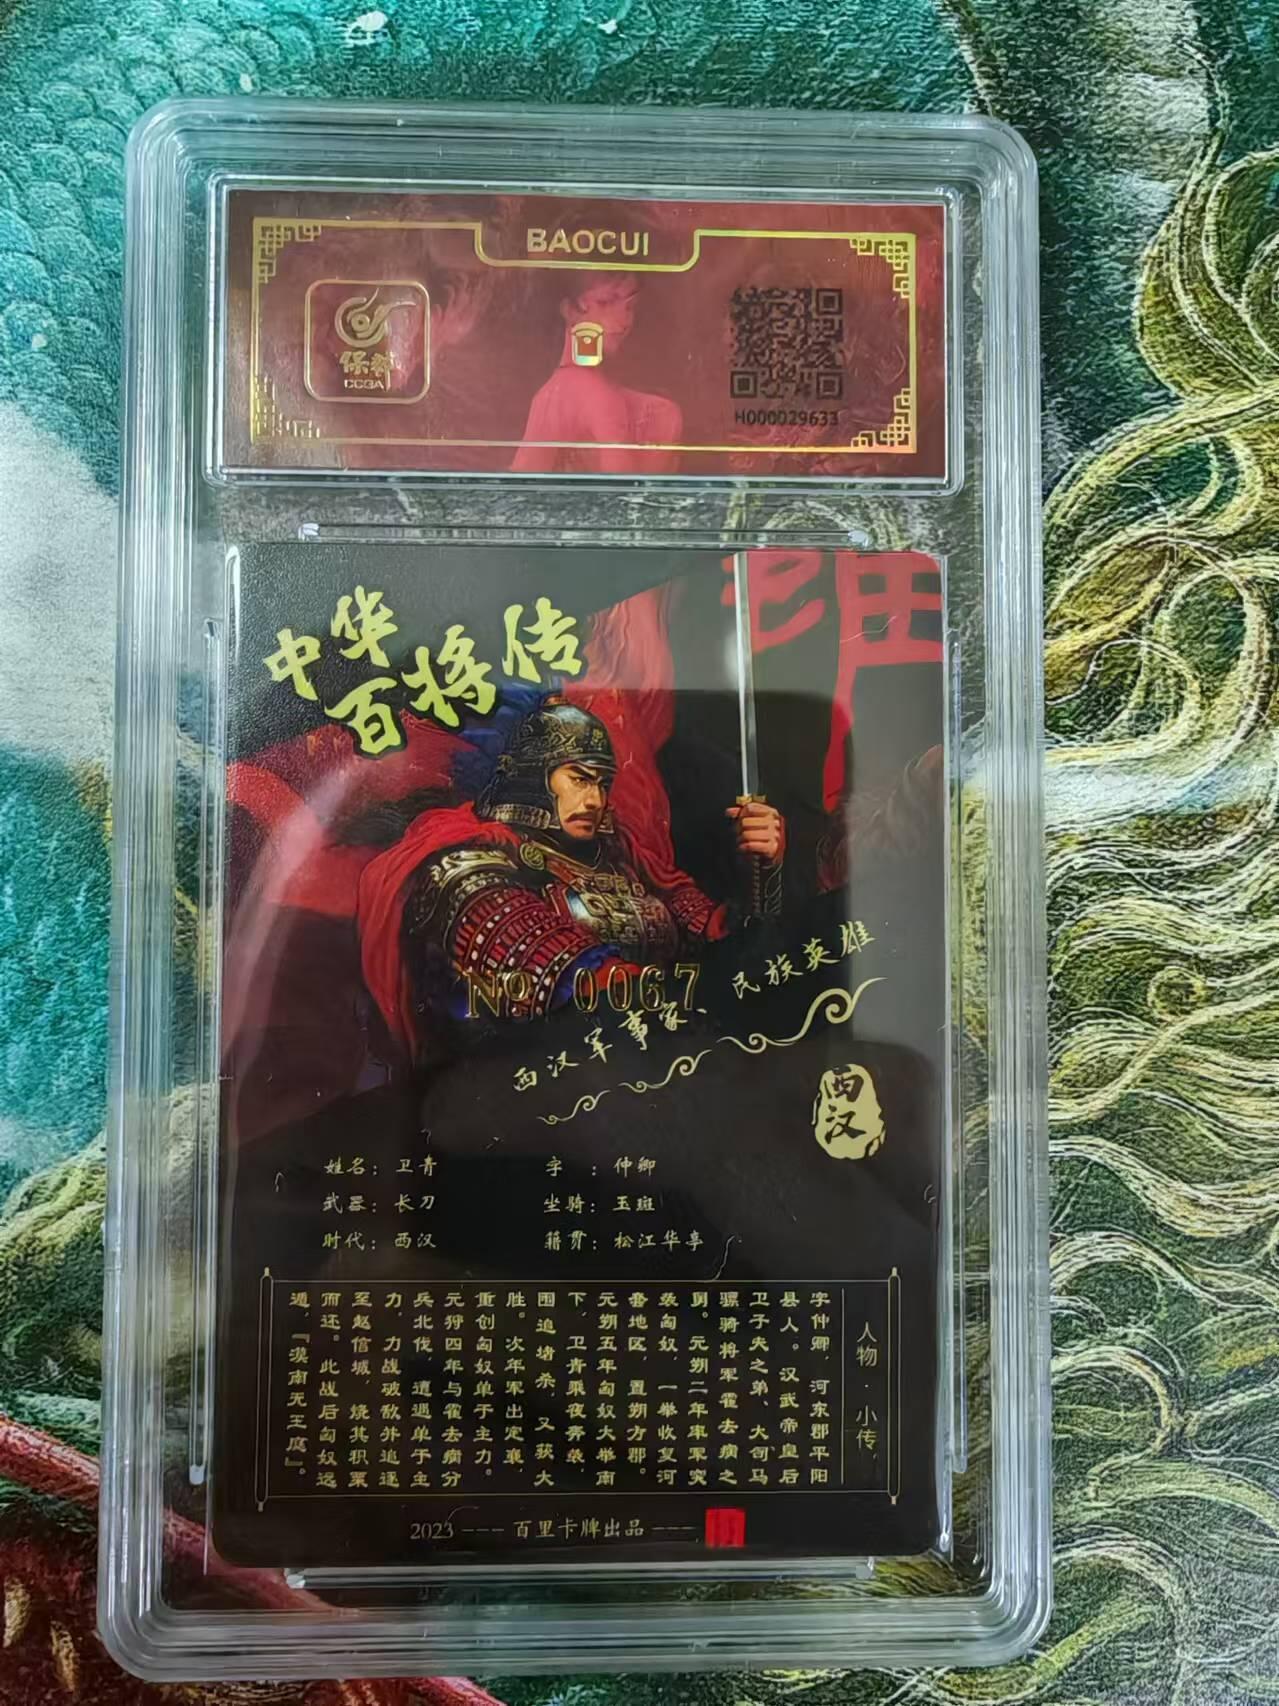 BAOCUI
保粹
CCGA
H000029633
中华
百将传
No 0067
西汉军事家、民族英雄
西汉
姓名：卫青
字：仲卿
武器：长刀
坐骑：玉斑
时代：西汉
籍贯：松江华亭
人物·小传
字仲卿，河东郡平阳
县人。汉武帝皇后
卫子夫之弟、大司马
骠骑将军霍去病之
舅。元朔二年率军突
袭匈奴，一举收复河
套地区，置朔方郡。
元朔五年匈奴大举南
下，卫青乘夜奔袭，
围追堵杀，又获大
胜。次年军出定襄，
重创匈奴单于主力。
元狩四年与霍去病分
兵北伐，遭遇单于主
力，力战破敌并追逐
至赵信城，烧其积粟
而还。此战后匈奴远
遁，『漠南无王庭』。
2023 --- 百里卡牌出品 ---